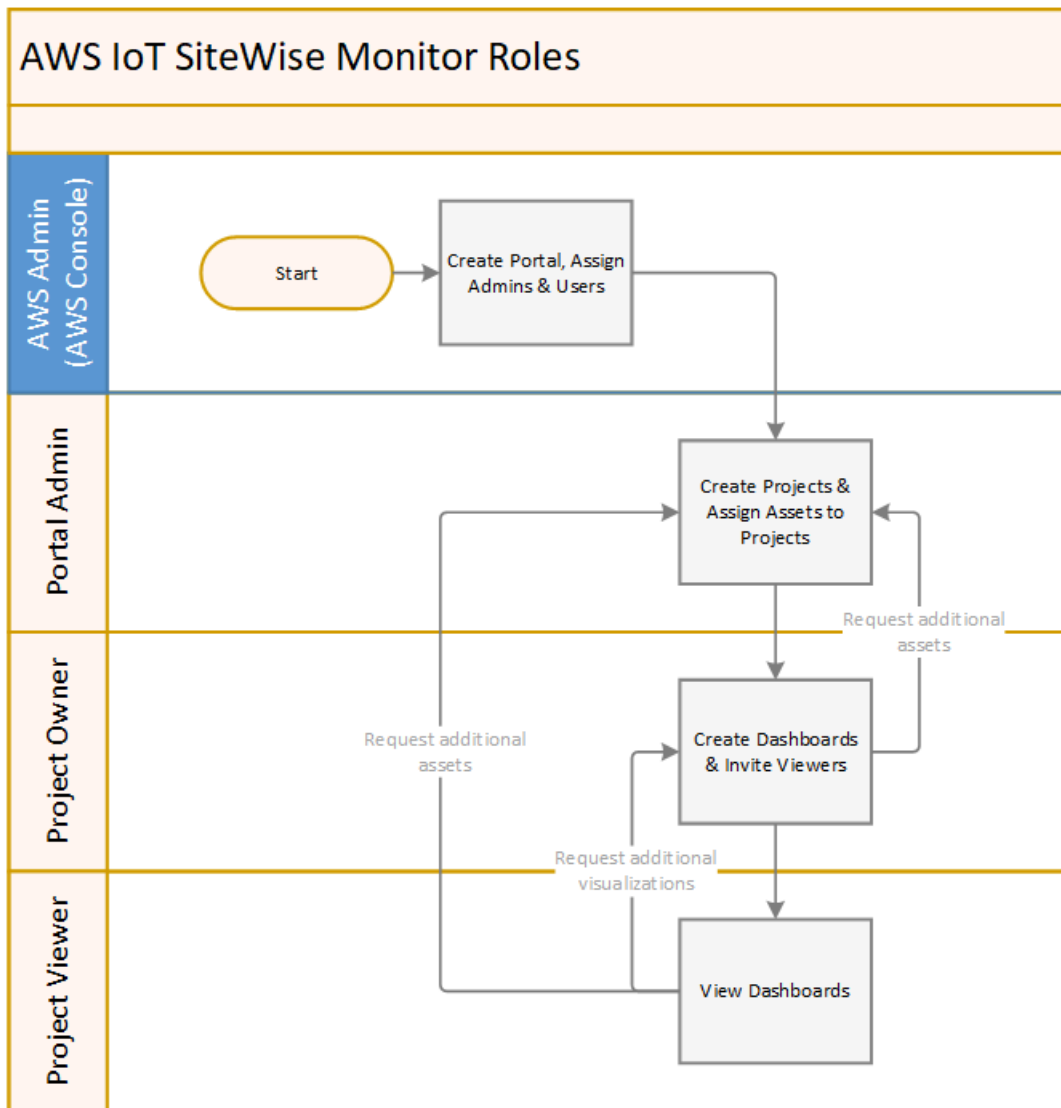 AWS IoT SiteWise Monitor Roles
AWS Admin
(AWS Console)
Start
Create Portal, Assign
Admins & Users
Portal Admin
Create Projects &
Assign Assets to
Projects
Request additional
assets
Project Owner
Request additional
assets
Create Dashboards
& Invite Viewers
Request additional
visualizations
Project Viewer
View Dashboards